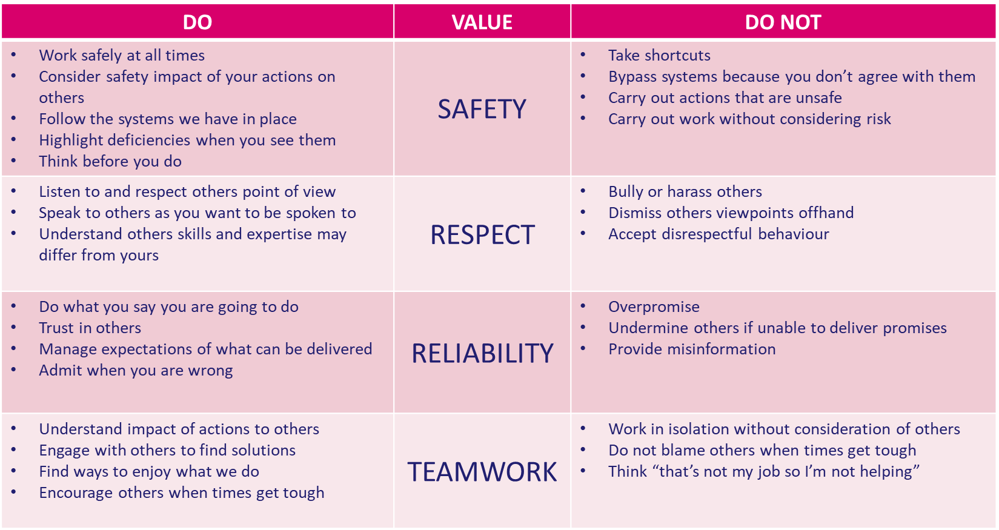 DO
VALUE
DO NOT
• Work safely at all times
• Consider safety impact of your actions on
others
• Follow the systems we have in place
• Highlight deficiencies when you see them
• Think before you do
SAFETY
• Take shortcuts
• Bypass systems because you don’t agree with them
• Carry out actions that are unsafe
• Carry out work without considering risk
• Listen to and respect others point of view
• Speak to others as you want to be spoken to
• Understand others skills and expertise may
differ from yours
RESPECT
• Bully or harass others
• Dismiss others viewpoints offhand
• Accept disrespectful behaviour
• Do what you say you are going to do
• Trust in others
• Manage expectations of what can be delivered
• Admit when you are wrong
RELIABILITY
• Overpromise
• Undermine others if unable to deliver promises
• Provide misinformation
• Understand impact of actions to others
• Engage with others to find solutions
• Find ways to enjoy what we do
• Encourage others when times get tough
TEAMWORK
• Work in isolation without consideration of others
• Do not blame others when times get tough
• Think “that’s not my job so I’m not helping”